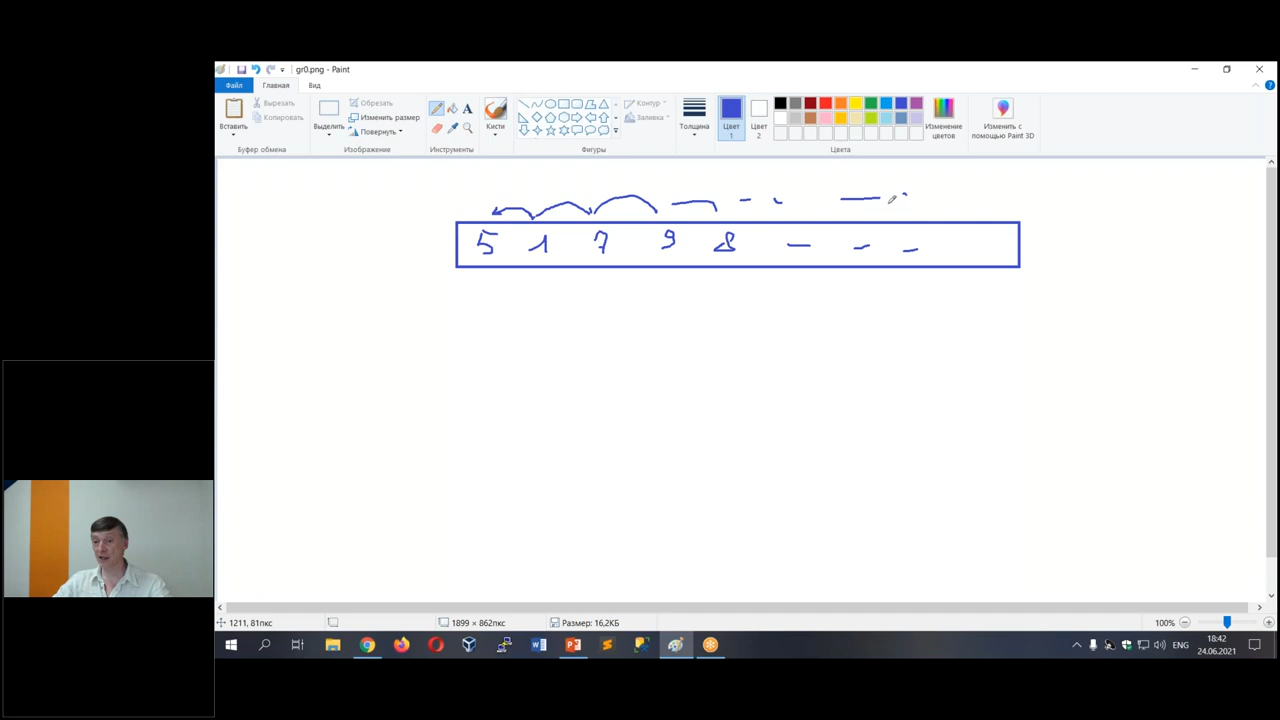 gr0.png - Paint
Файл Главная Вид
Вставить
Вырезать
Копировать
Буфер обмена
Выделить
Обрезать
Изменить размер
Повернуть
Изображение
A
Инструменты
Кисти
Контур
Заливка
Фигуры
Толщина
Цвет 1
Цвет 2
Изменение цветов
Цвета
Изменить с помощью Paint 3D
5 1 7 9 8 — – –
1211, 81пкс 1899 × 862пкс Размер: 16,2КБ 100%
ENG
18:42
24.06.2021